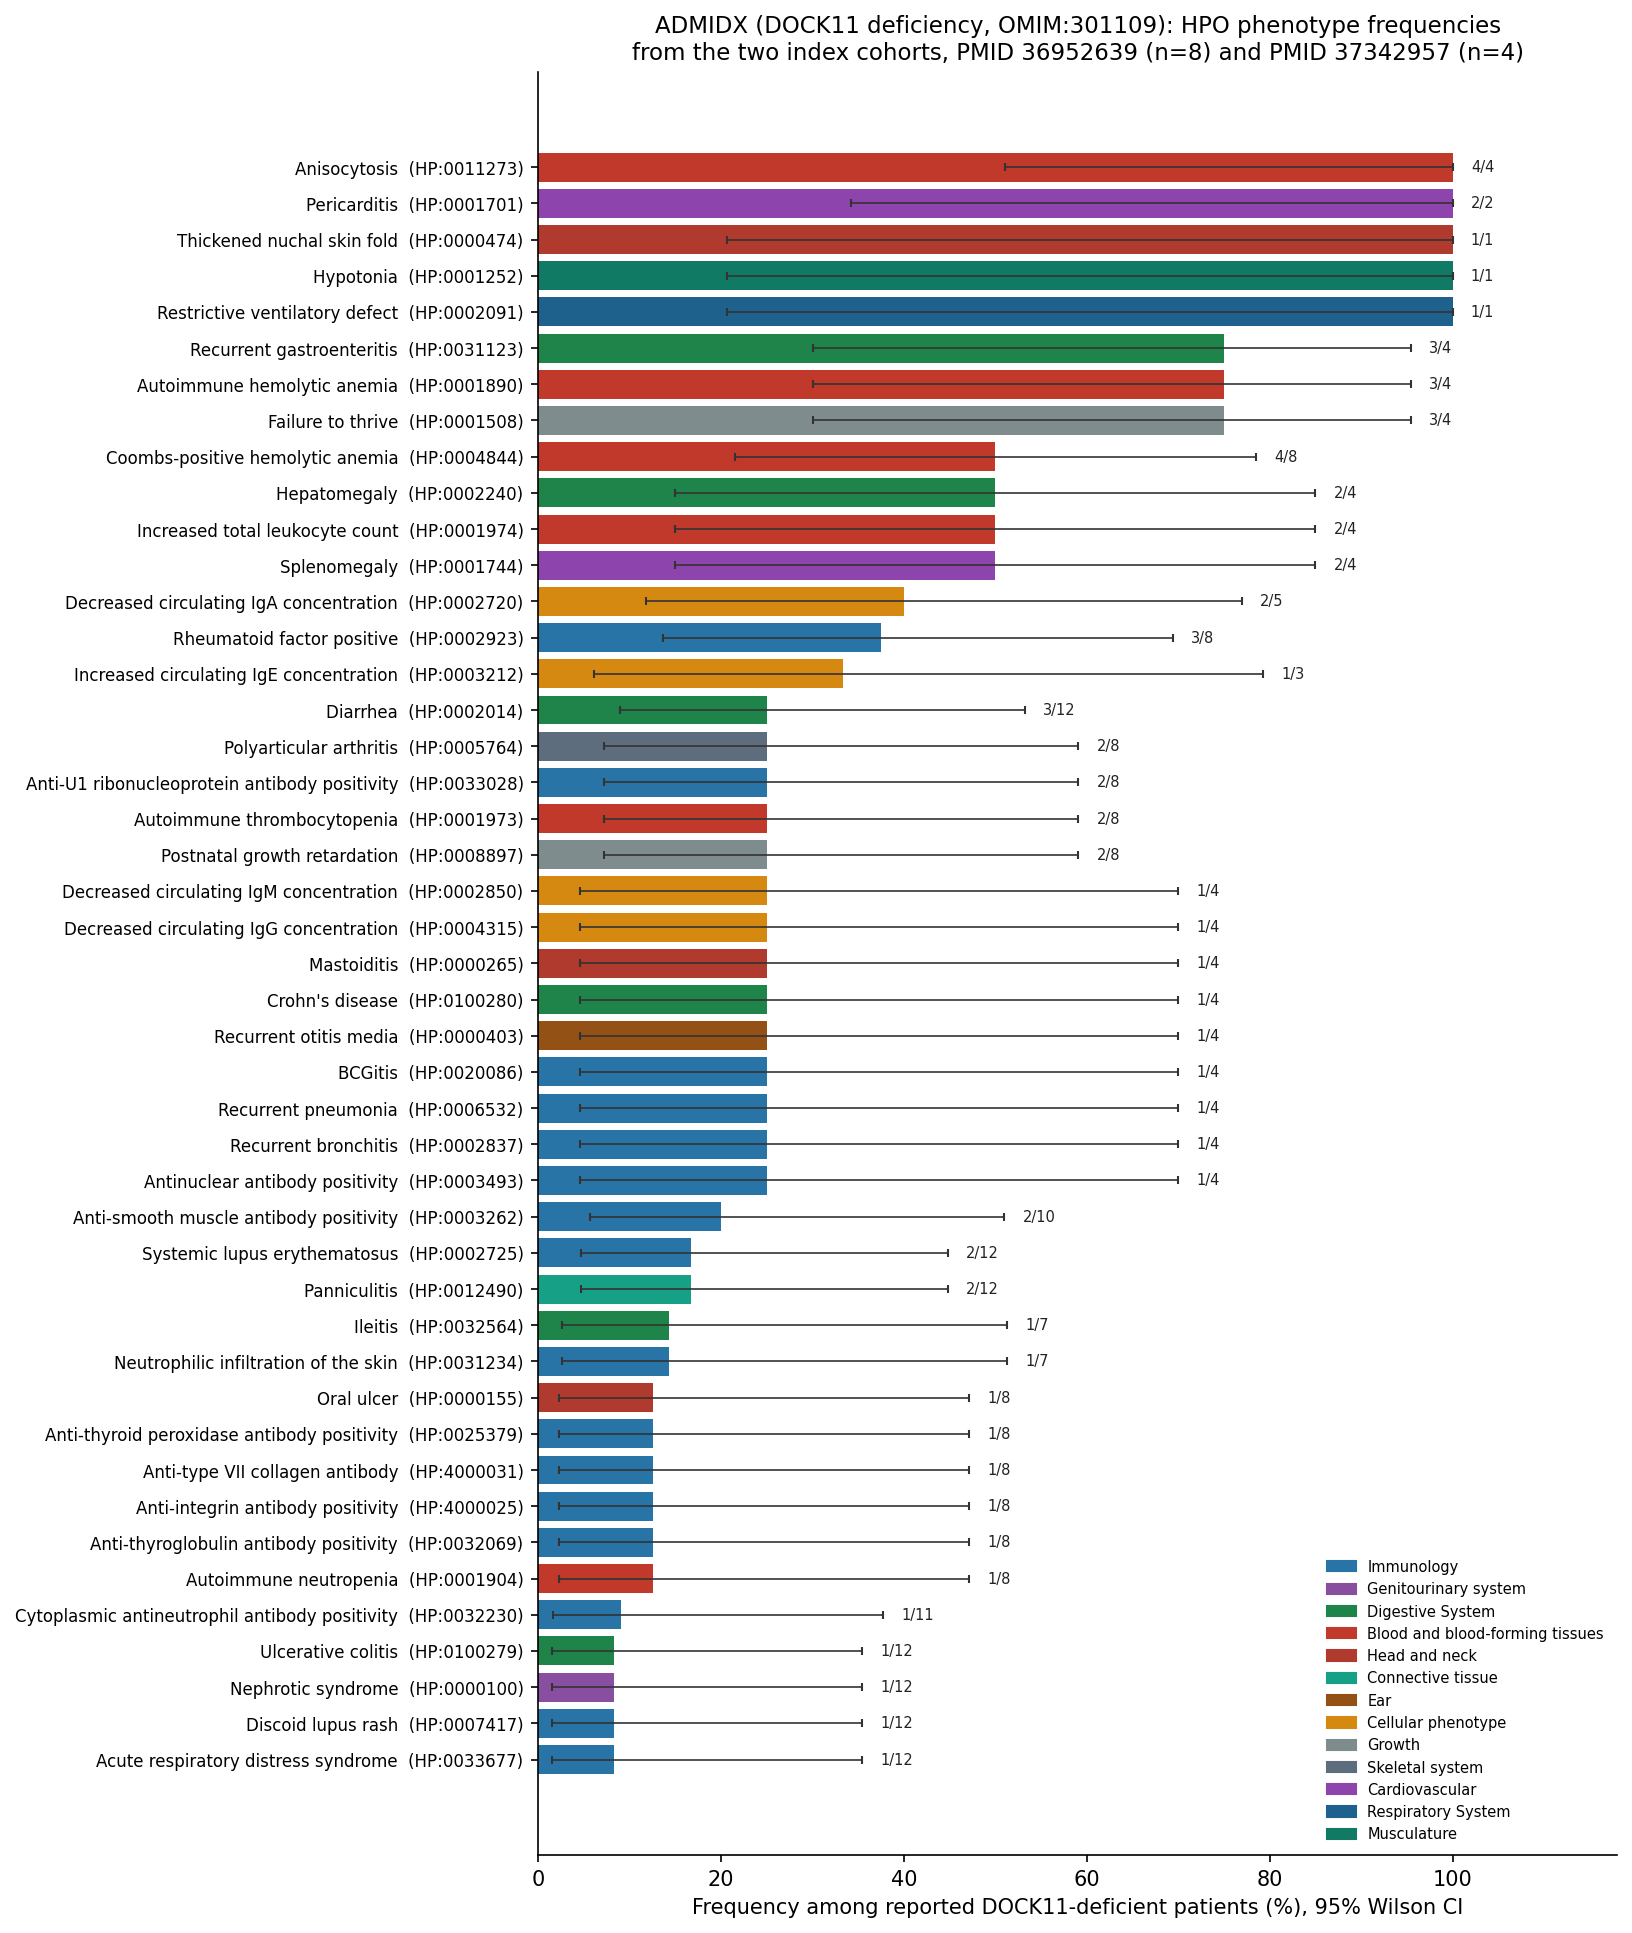 ADMIDX (DOCK11 deficiency, OMIM:301109): HPO phenotype frequencies
from the two index cohorts, PMID 36952639 (n=8) and PMID 37342957 (n=4)
Anisocytosis (HP:0011273) 4/4
Pericarditis (HP:0001701) 2/2
Thickened nuchal skin fold (HP:0000474) 1/1
Hypotonia (HP:0001252) 1/1
Restrictive ventilatory defect (HP:0002091) 1/1
Recurrent gastroenteritis (HP:0031123) 3/4
Autoimmune hemolytic anemia (HP:0001890) 3/4
Failure to thrive (HP:0001508) 3/4
Coombs-positive hemolytic anemia (HP:0004844) 4/8
Hepatomegaly (HP:0002240) 2/4
Increased total leukocyte count (HP:0001974) 2/4
Splenomegaly (HP:0001744) 2/4
Decreased circulating IgA concentration (HP:0002720) 2/5
Rheumatoid factor positive (HP:0002923) 3/8
Increased circulating IgE concentration (HP:0003212) 1/3
Diarrhea (HP:0002014) 3/12
Polyarticular arthritis (HP:0005764) 2/8
Anti-U1 ribonucleoprotein antibody positivity (HP:0033028) 2/8
Autoimmune thrombocytopenia (HP:0001973) 2/8
Postnatal growth retardation (HP:0008897) 2/8
Decreased circulating IgM concentration (HP:0002850) 1/4
Decreased circulating IgG concentration (HP:0004315) 1/4
Mastoiditis (HP:0000265) 1/4
Crohn's disease (HP:0100280) 1/4
Recurrent otitis media (HP:0000403) 1/4
BCGitis (HP:0020086) 1/4
Recurrent pneumonia (HP:0006532) 1/4
Recurrent bronchitis (HP:0002837) 1/4
Antinuclear antibody positivity (HP:0003493) 1/4
Anti-smooth muscle antibody positivity (HP:0003262) 2/10
Systemic lupus erythematosus (HP:0002725) 2/12
Panniculitis (HP:0012490) 2/12
Ileitis (HP:0032564) 1/7
Neutrophilic infiltration of the skin (HP:0031234) 1/7
Oral ulcer (HP:0000155) 1/8
Anti-thyroid peroxidase antibody positivity (HP:0025379) 1/8
Anti-type VII collagen antibody (HP:4000031) 1/8
Anti-integrin antibody positivity (HP:4000025) 1/8
Anti-thyroglobulin antibody positivity (HP:0032069) 1/8
Autoimmune neutropenia (HP:0001904) 1/8
Cytoplasmic antineutrophil antibody positivity (HP:0032230) 1/11
Ulcerative colitis (HP:0100279) 1/12
Nephrotic syndrome (HP:0000100) 1/12
Discoid lupus rash (HP:0007417) 1/12
Acute respiratory distress syndrome (HP:0033677) 1/12
Immunology
Genitourinary system
Digestive System
Blood and blood-forming tissues
Head and neck
Connective tissue
Ear
Cellular phenotype
Growth
Skeletal system
Cardiovascular
Respiratory System
Musculature
0 20 40 60 80 100
Frequency among reported DOCK11-deficient patients (%), 95% Wilson CI